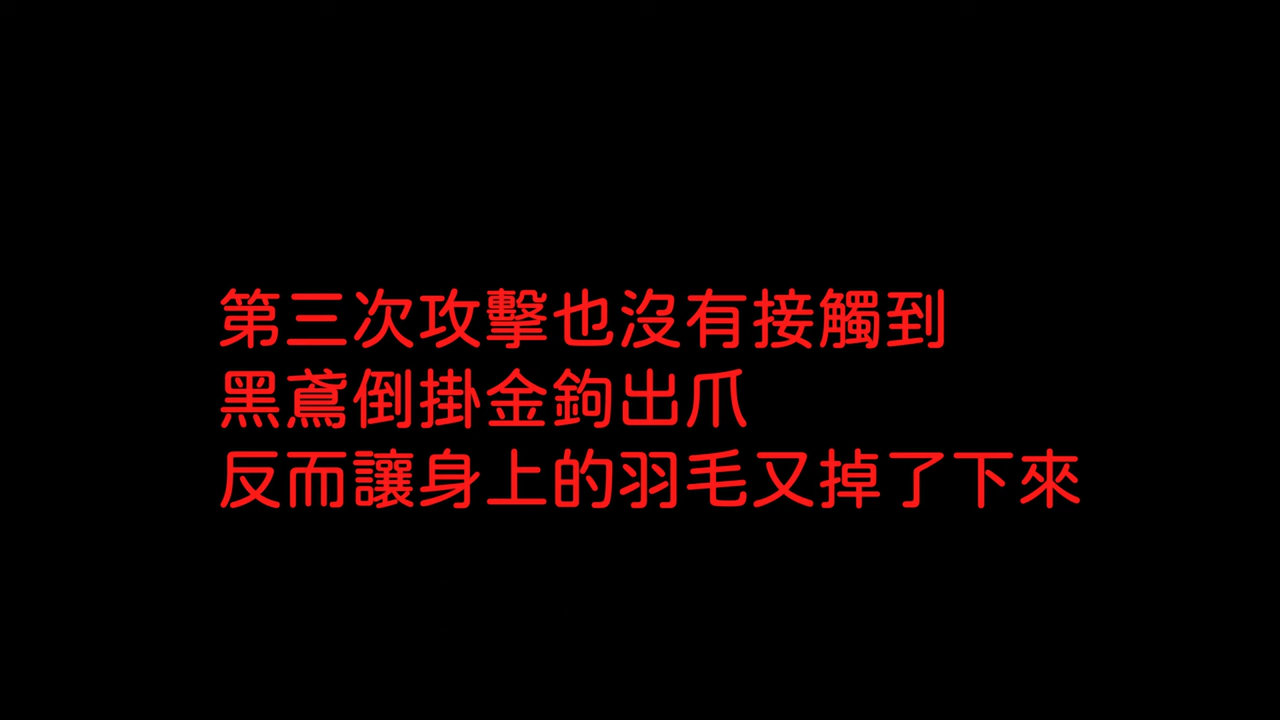 第三次攻擊也沒有接觸到
黑鳶倒掛金鉤出爪
反而讓身上的羽毛又掉了下來